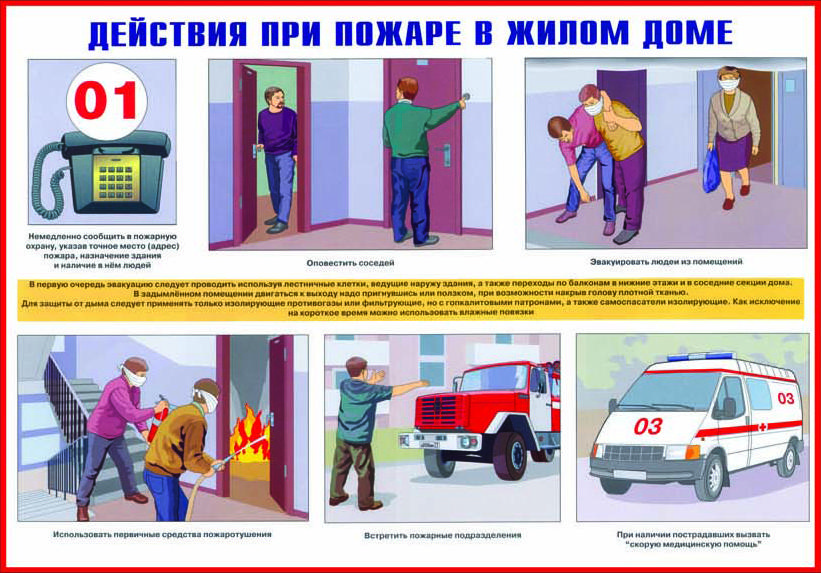 ДЕЙСТВИЯ ПРИ ПОЖАРЕ В ЖИЛОМ ДОМЕ
01
Немедленно сообщить в пожарную
охрану, указав точное место (адрес)
пожара, назначение здания
и наличие в нём людей
Оповестить соседей
Эвакуировать людей из помещений
В первую очередь эвакуацию следует проводить используя лестничные клетки, ведущие наружу здания, а также переходы по балконам в нижние этажи и в соседние секции дома.
В задымлённом помещении двигаться к выходу надо пригнувшись или ползком, при возможности накрыв голову плотной тканью.
Для защиты от дыма следует применять только изолирующие противогазы или фильтрующие, но с гопкалитовыми патронами, а также самоспасатели изолирующие. Как исключение
на короткое время можно использовать влажные повязки
Использовать первичные средства пожаротушения
Встретить пожарные подразделения
03
03
При наличии пострадавших вызвать
“скорую медицинскую помощь”